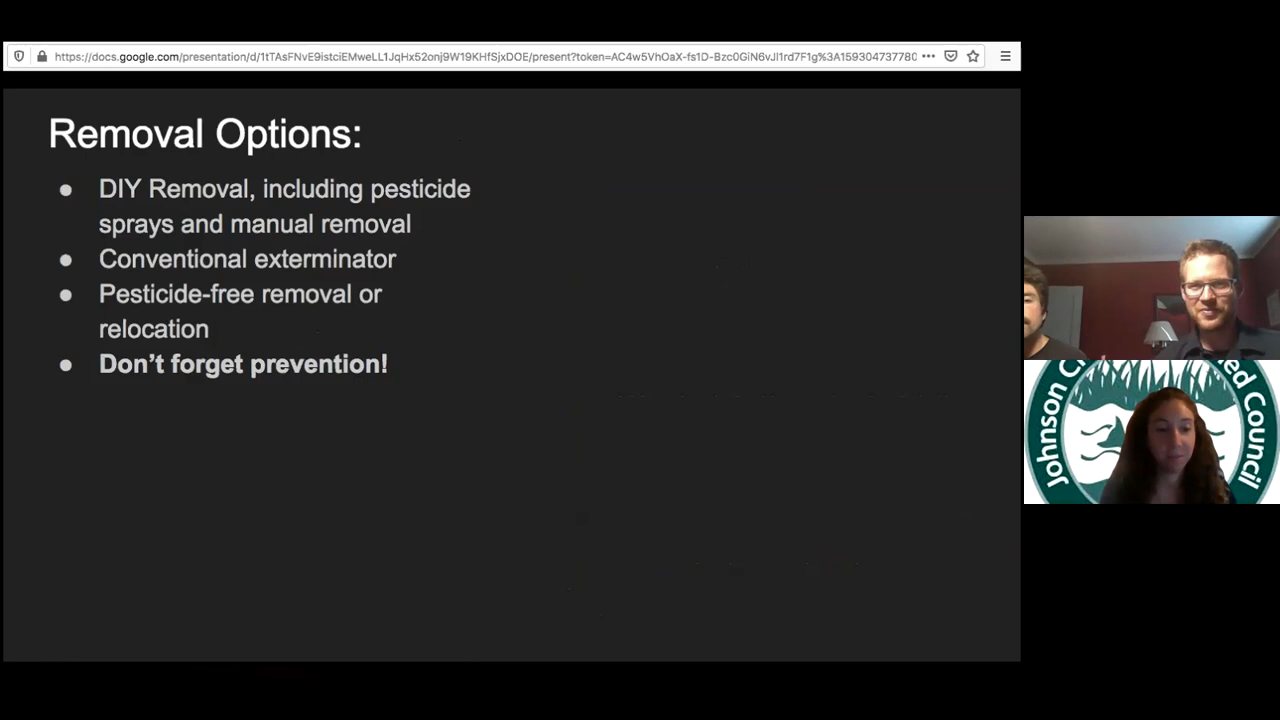 https://docs.google.com/presentation/d/1tTAsFNvE9istciEMweLL1JqHx52onj9W19KHfSjxDOE/present?token=AC4w5VhOaX-fs1D-Bzc0GiN6vJl1rd7F1g%3A159304737780
Removal Options:
● DIY Removal, including pesticide
sprays and manual removal
● Conventional exterminator
● Pesticide-free removal or
relocation
● Don’t forget prevention!
Johnson
Council